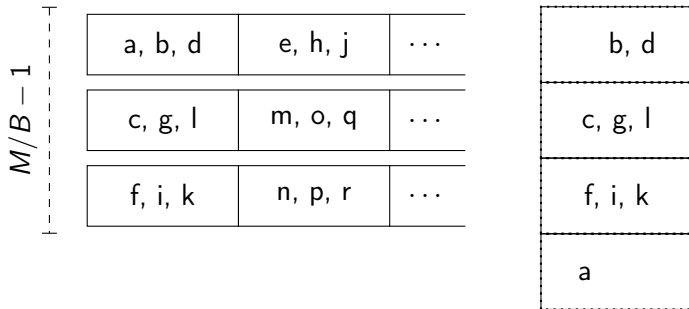 M/B − 1
a, b, d e, h, j ···
c, g, l m, o, q ···
f, i, k n, p, r ···
b, d
c, g, l
f, i, k
a